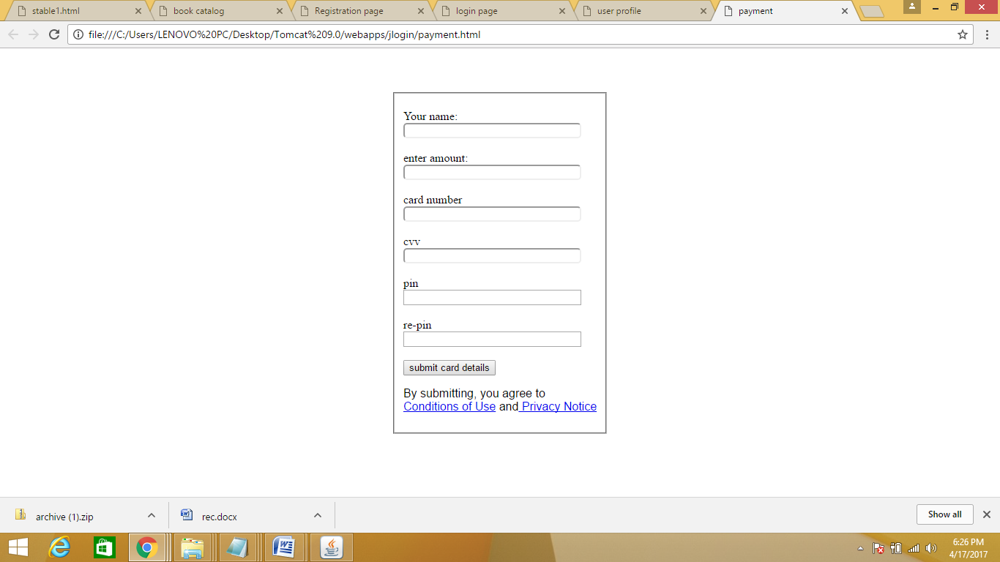 stable1.html
book catalog
Registration page
login page
user profile
payment
file:///C:/Users/LENOVO%20PC/Desktop/Tomcat%209.0/webapps/jlogin/payment.html
Your name:
enter amount:
card number
cvv
pin
re-pin
submit card details
By submitting, you agree to
Conditions of Use and Privacy Notice
archive (1).zip
rec.docx
Show all
6:26 PM
4/17/2017